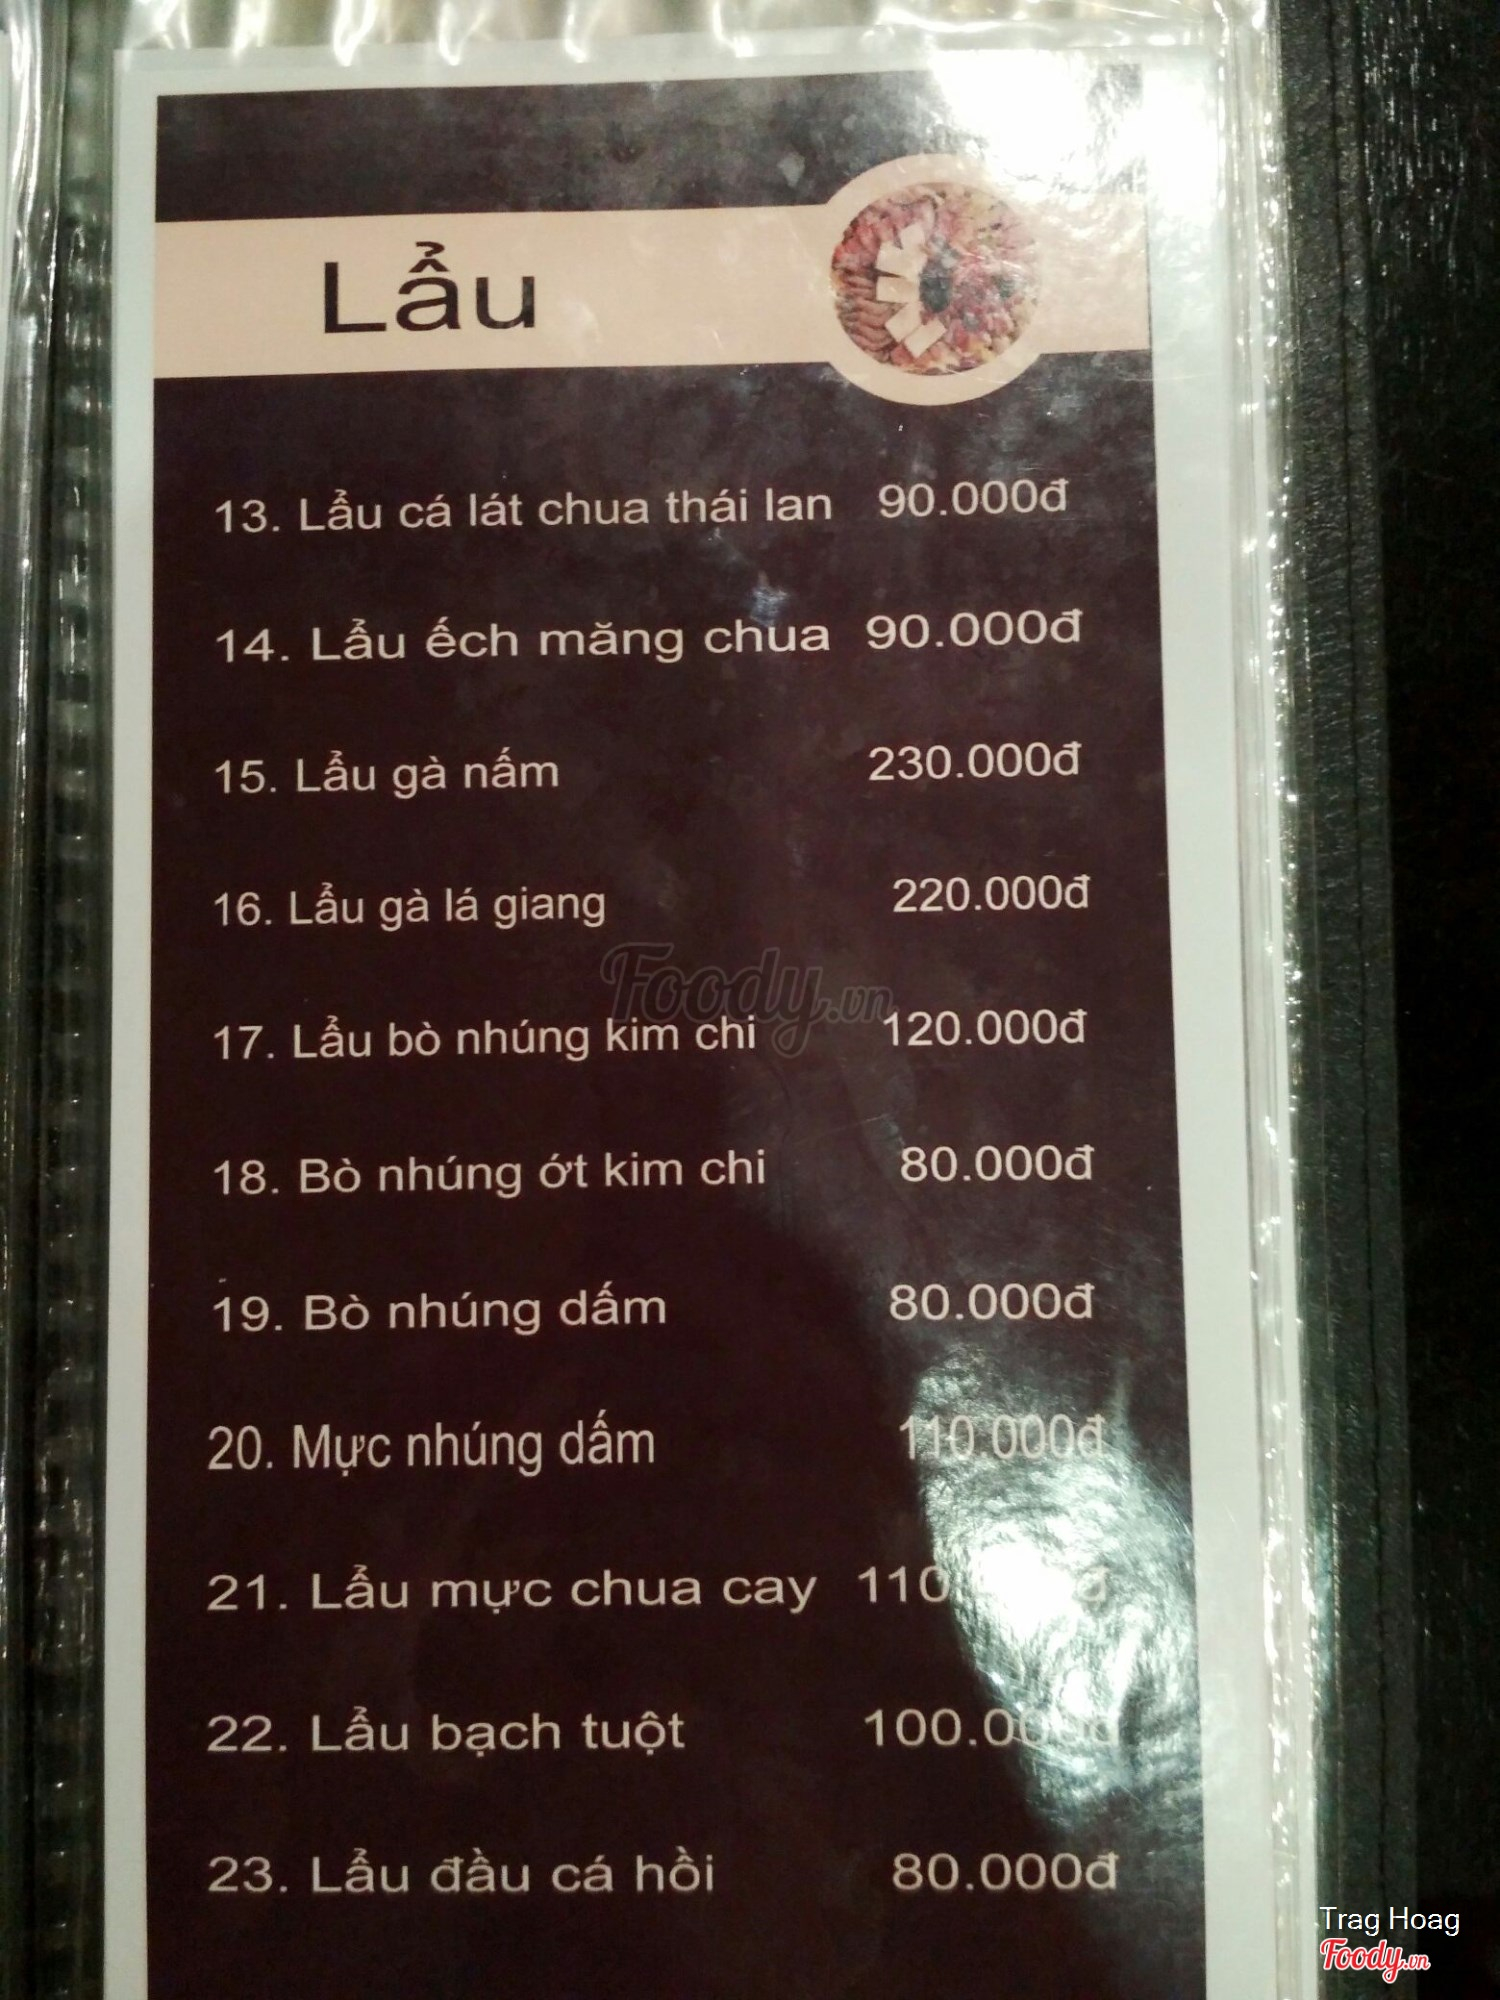 Lẩu
13. Lẩu cá lát chua thái lan 90.000đ
14. Lẩu ếch măng chua 90.000đ
15. Lẩu gà nấm 230.000đ
16. Lẩu gà lá giang 220.000đ
Foody.vn
17. Lẩu bò nhúng kim chi 120.000đ
18. Bò nhúng ớt kim chi 80.000đ
19. Bò nhúng dấm 80.000đ
20. Mực nhúng dấm 110.000đ
21. Lẩu mực chua cay
22. Lẩu bạch tuột 100.000đ
23. Lẩu đầu cá hồi 80.000đ
Trag Hoag
Foody.vn